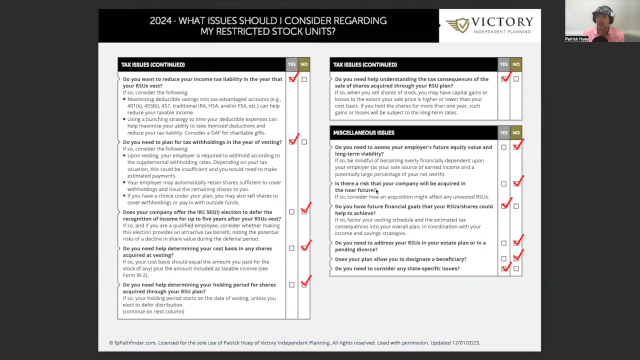 2024 · WHAT ISSUES SHOULD I CONSIDER REGARDING
MY RESTRICTED STOCK UNITS?
VICTORY
INDEPENDENT PLANNING
Patrick Huey
TAX ISSUES (CONTINUED) YES NO
Do you want to reduce your income tax liability in the year that
your RSUs vest?
If so, consider the following:
• Maximizing deductible savings into tax-advantaged accounts (e.g.,
401(k), 403(b), 457, traditional IRA, HSA, and/or FSA, etc.) can help
reduce your taxable income.
• Using a bunching strategy to time your deductible expenses can
help maximize your ability to take itemized deductions and
reduce your tax liability. Consider a DAF for charitable gifts.
Do you need to plan for tax withholdings in the year of vesting?
If so, consider the following:
• Upon vesting, your employer is required to withhold according to
the supplemental withholding rates. Depending on your tax
situation, this could be insufficient and you would need to make
estimated payments.
• Your employer may automatically retain shares sufficient to cover
withholdings and issue the remaining shares to you.
• If you have a choice under your plan, you may also sell shares to
cover withholdings or pay in with outside funds.
Does your company offer the IRC §83(i) election to defer the
recognition of income for up to five years after your RSUs vest?
If so, and if you are a qualified employee, consider whether making
this election provides an attractive tax benefit, noting the potential
risks of a decline in share value during the deferral period.
Do you need help determining your cost basis in any shares
acquired at vesting?
If so, your cost basis should equal the amount you paid for the
stock (if any) plus the amount included as taxable income (see
Form W-2).
Do you need help determining your holding period for shares
acquired through your RSU plan?
If so, your holding period starts on the date of vesting, unless you
elect to defer distribution.
(continue on next column)
TAX ISSUES (CONTINUED) YES NO
Do you need help understanding the tax consequences of the
sale of shares acquired through your RSU plan?
If so, when you sell shares of stock, you may have capital gains or
losses to the extent your sale price is higher or lower than your
cost basis. If you held the shares for more than one year, such
gains or losses will be subject to the long-term rates.
MISCELLANEOUS ISSUES YES NO
Do you need to assess your employer's future equity value and
long-term viability?
If so, be mindful of becoming overly financially dependent upon
your employer (as your sole source of earned income and a
potentially large percentage of your net worth).
Is there a risk that your company will be acquired in
the near future?
If so, consider how an acquisition might affect any unvested RSUs.
Do you have future financial goals that your RSUs/shares could
help to achieve?
If so, factor your vesting schedule and the estimated tax
consequences into your overall plan, in coordination with your
income and savings strategies.
Do you need to address your RSUs in your estate plan or in a
pending divorce?
Does your plan allow you to designate a beneficiary?
Do you need to consider any state-specific issues?
© fpPathfinder.com. Licensed for the sole use of Patrick Huey of Victory Independent Planning. Used with permission. Updated 12/01/2023.